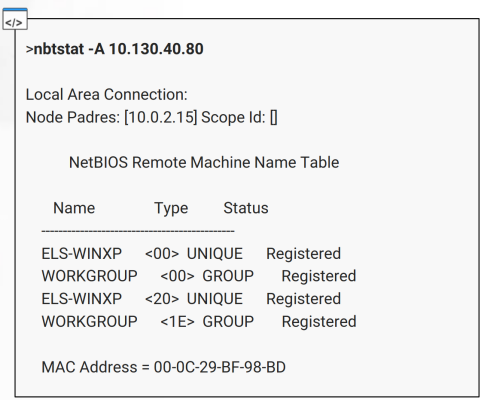 </>
>nbtstat -A 10.130.40.80
Local Area Connection:
Node Padres: [10.0.2.15] Scope Id: []
NetBIOS Remote Machine Name Table
Name Type Status
---------------------------------------------
ELS-WINXP <00> UNIQUE Registered
WORKGROUP <00> GROUP Registered
ELS-WINXP <20> UNIQUE Registered
WORKGROUP <1E> GROUP Registered
MAC Address = 00-0C-29-BF-98-BD